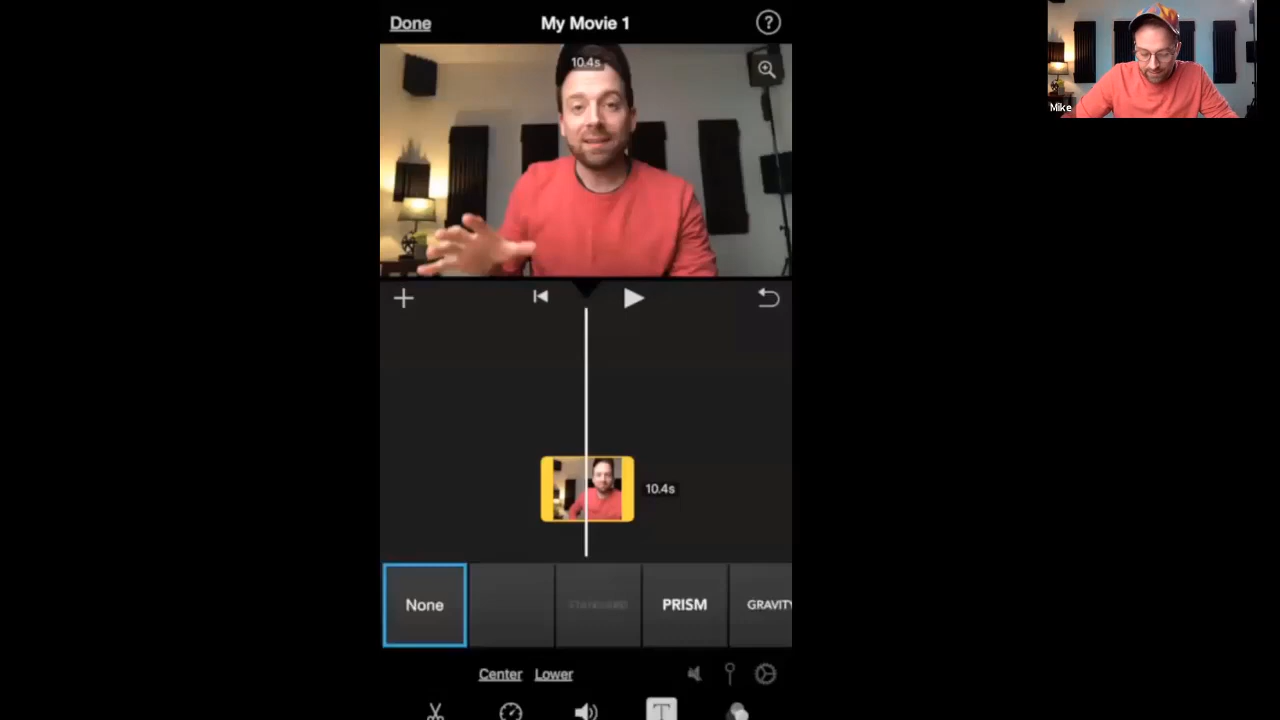 Done My Movie 1 ?
10.4s
Mike
10.4s
None PRISM GRAVITY
Center Lower
T